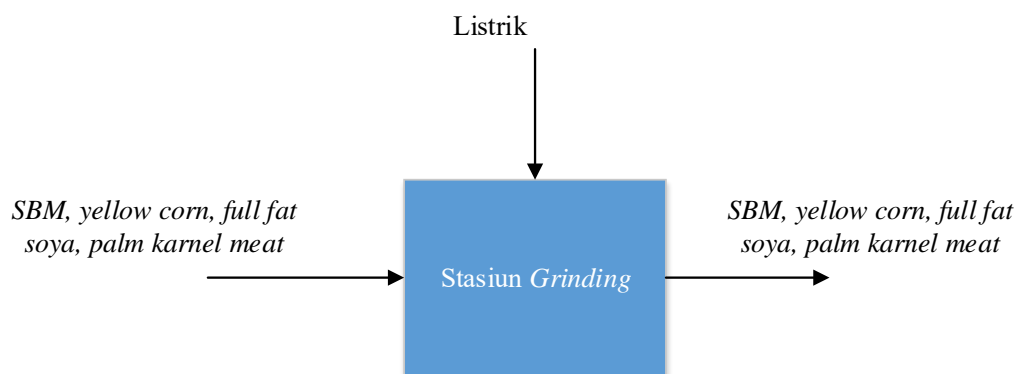 Listrik
SBM, yellow corn, full fat
soya, palm karnel meat
Stasiun Grinding
SBM, yellow corn, full fat
soya, palm karnel meat